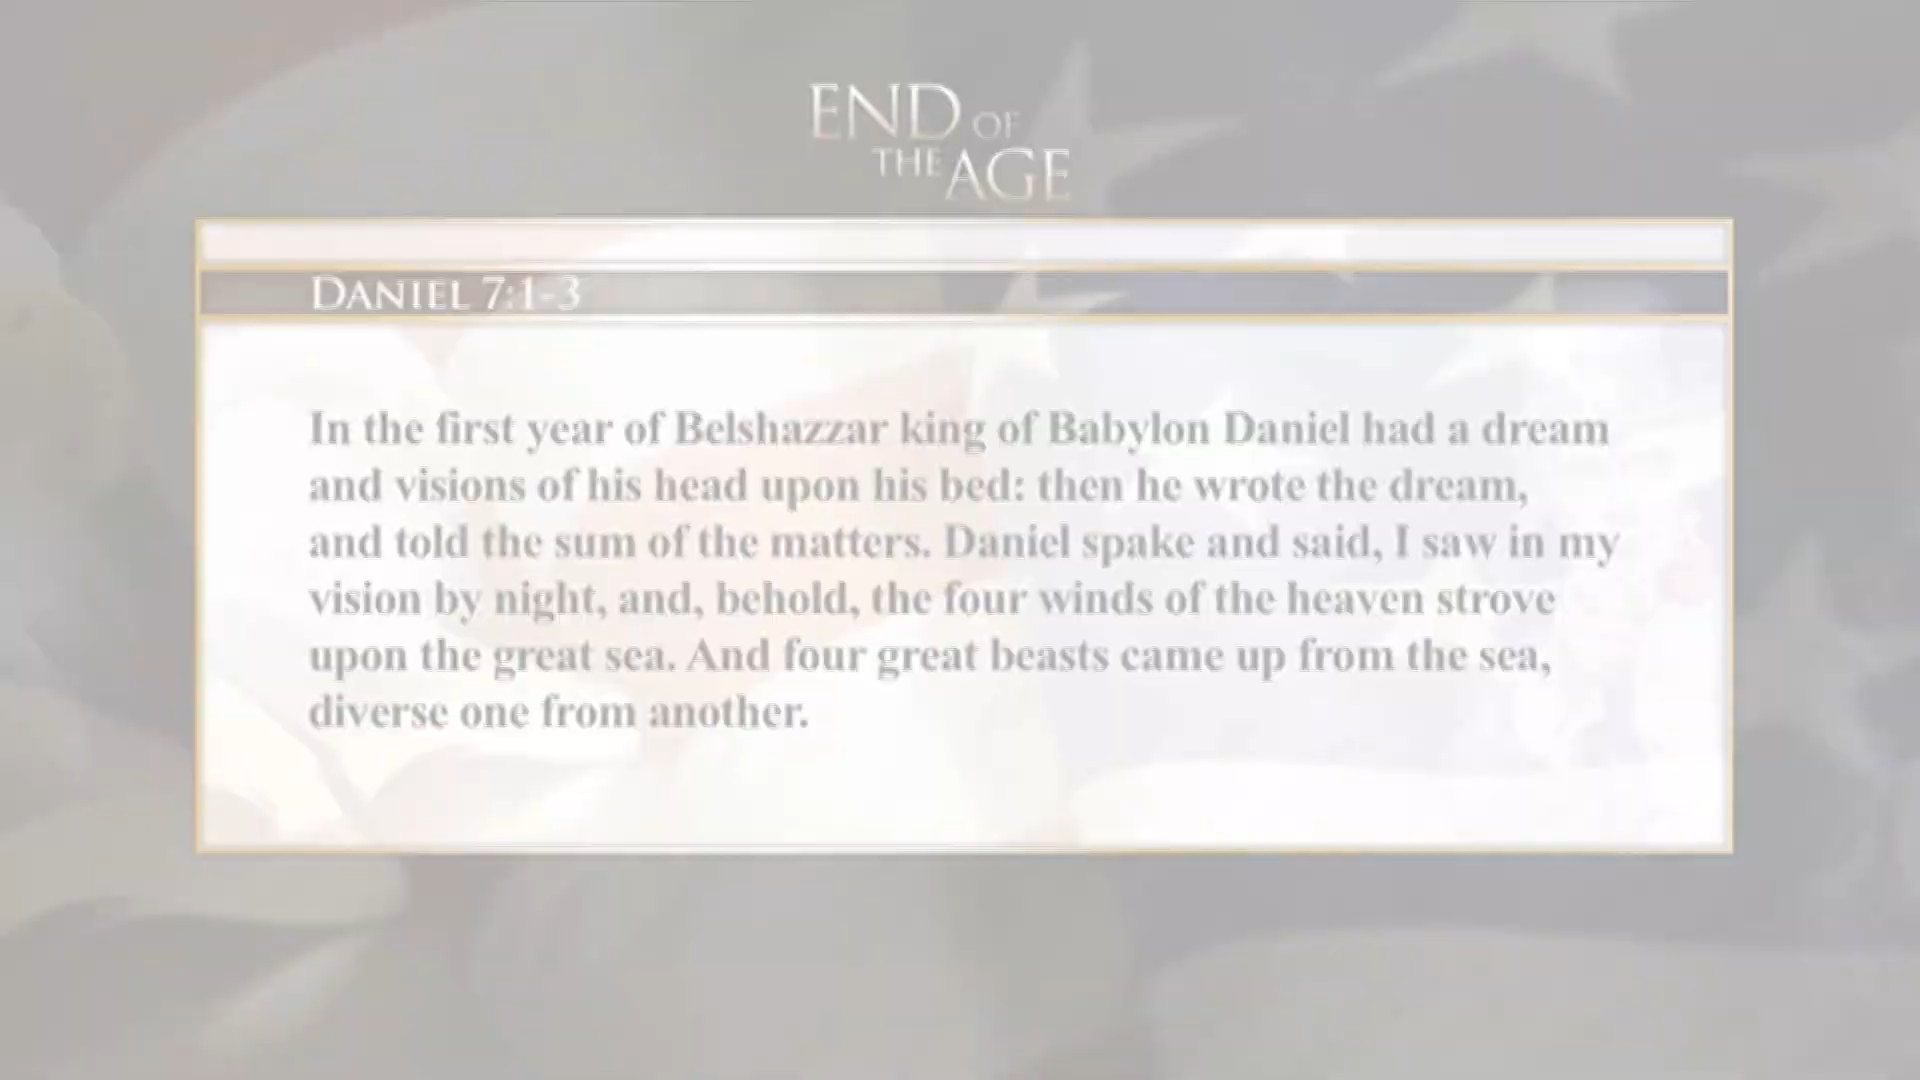 END OF
THE AGE
DANIEL 7:1-3
In the first year of Belshazzar king of Babylon Daniel had a dream
and visions of his head upon his bed: then he wrote the dream,
and told the sum of the matters. Daniel spake and said, I saw in my
vision by night, and, behold, the four winds of the heaven strove
upon the great sea. And four great beasts came up from the sea,
diverse one from another.